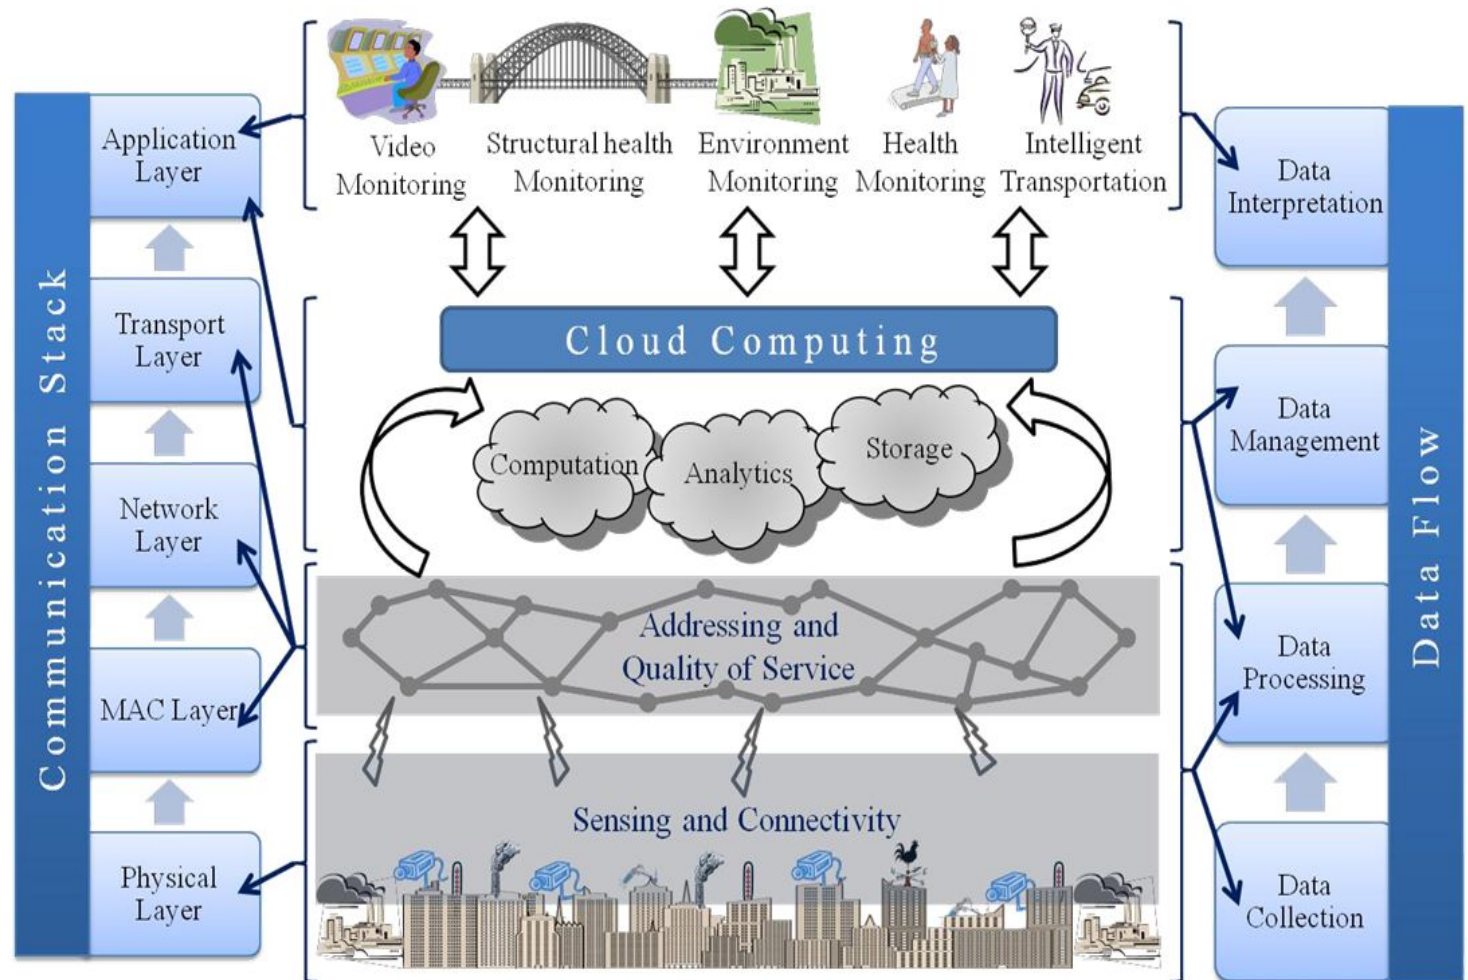 Communication Stack
Application
Layer
Transport
Layer
Network
Layer
MAC Layer
Physical
Layer
Video
Monitoring
Structural health
Monitoring
Environment
Monitoring
Health
Monitoring
Intelligent
Transportation
Cloud Computing
Computation
Analytics
Storage
Addressing and
Quality of Service
Sensing and Connectivity
Data
Interpretation
Data
Management
Data
Processing
Data
Collection
Data Flow